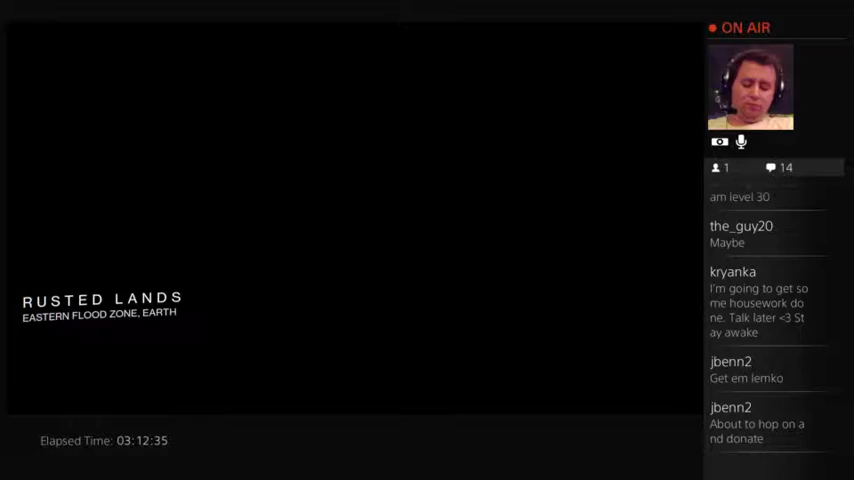 ON AIR
1 14
am level 30
the_guy20
Maybe
kryanka
I'm going to get so
me housework do
ne. Talk later <3 St
ay awake
jbenn2
Get em lemko
jbenn2
About to hop on a
nd donate
RUSTED LANDS
EASTERN FLOOD ZONE, EARTH
Elapsed Time: 03:12:35